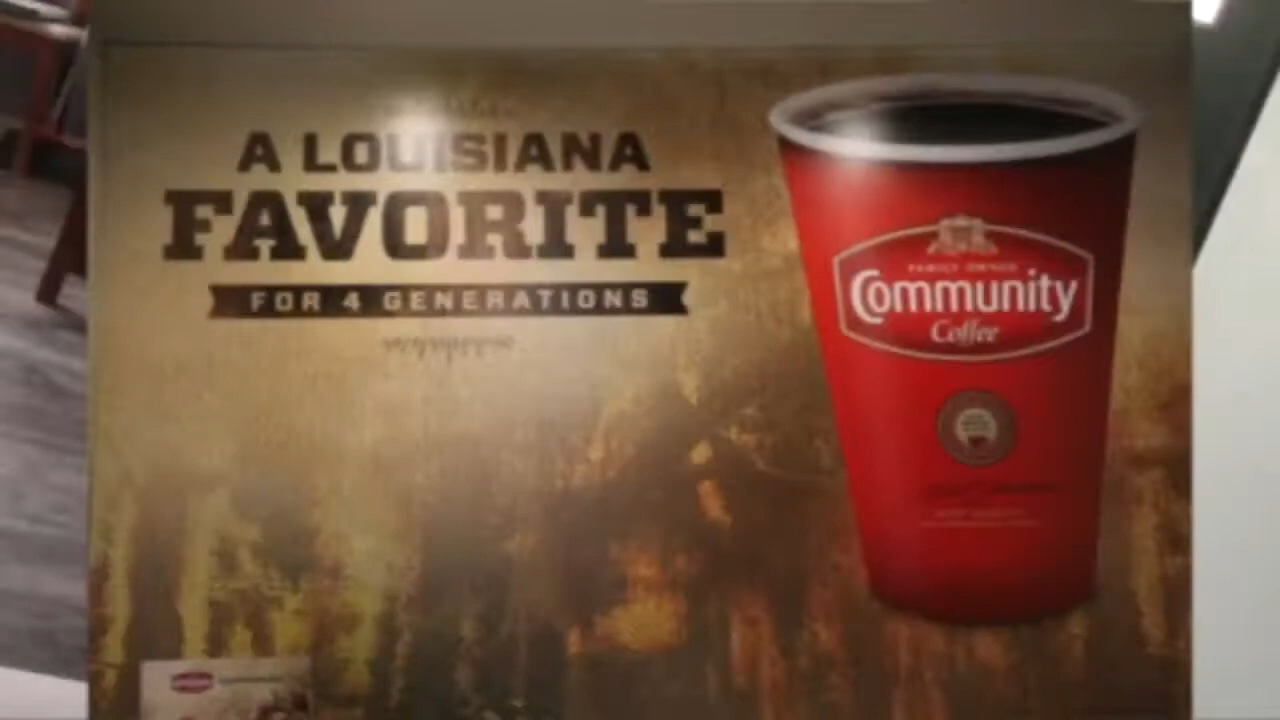 A LOUISIANA
FAVORITE
FOR 4 GENERATIONS
FAMILY OWNED
Community
Coffee